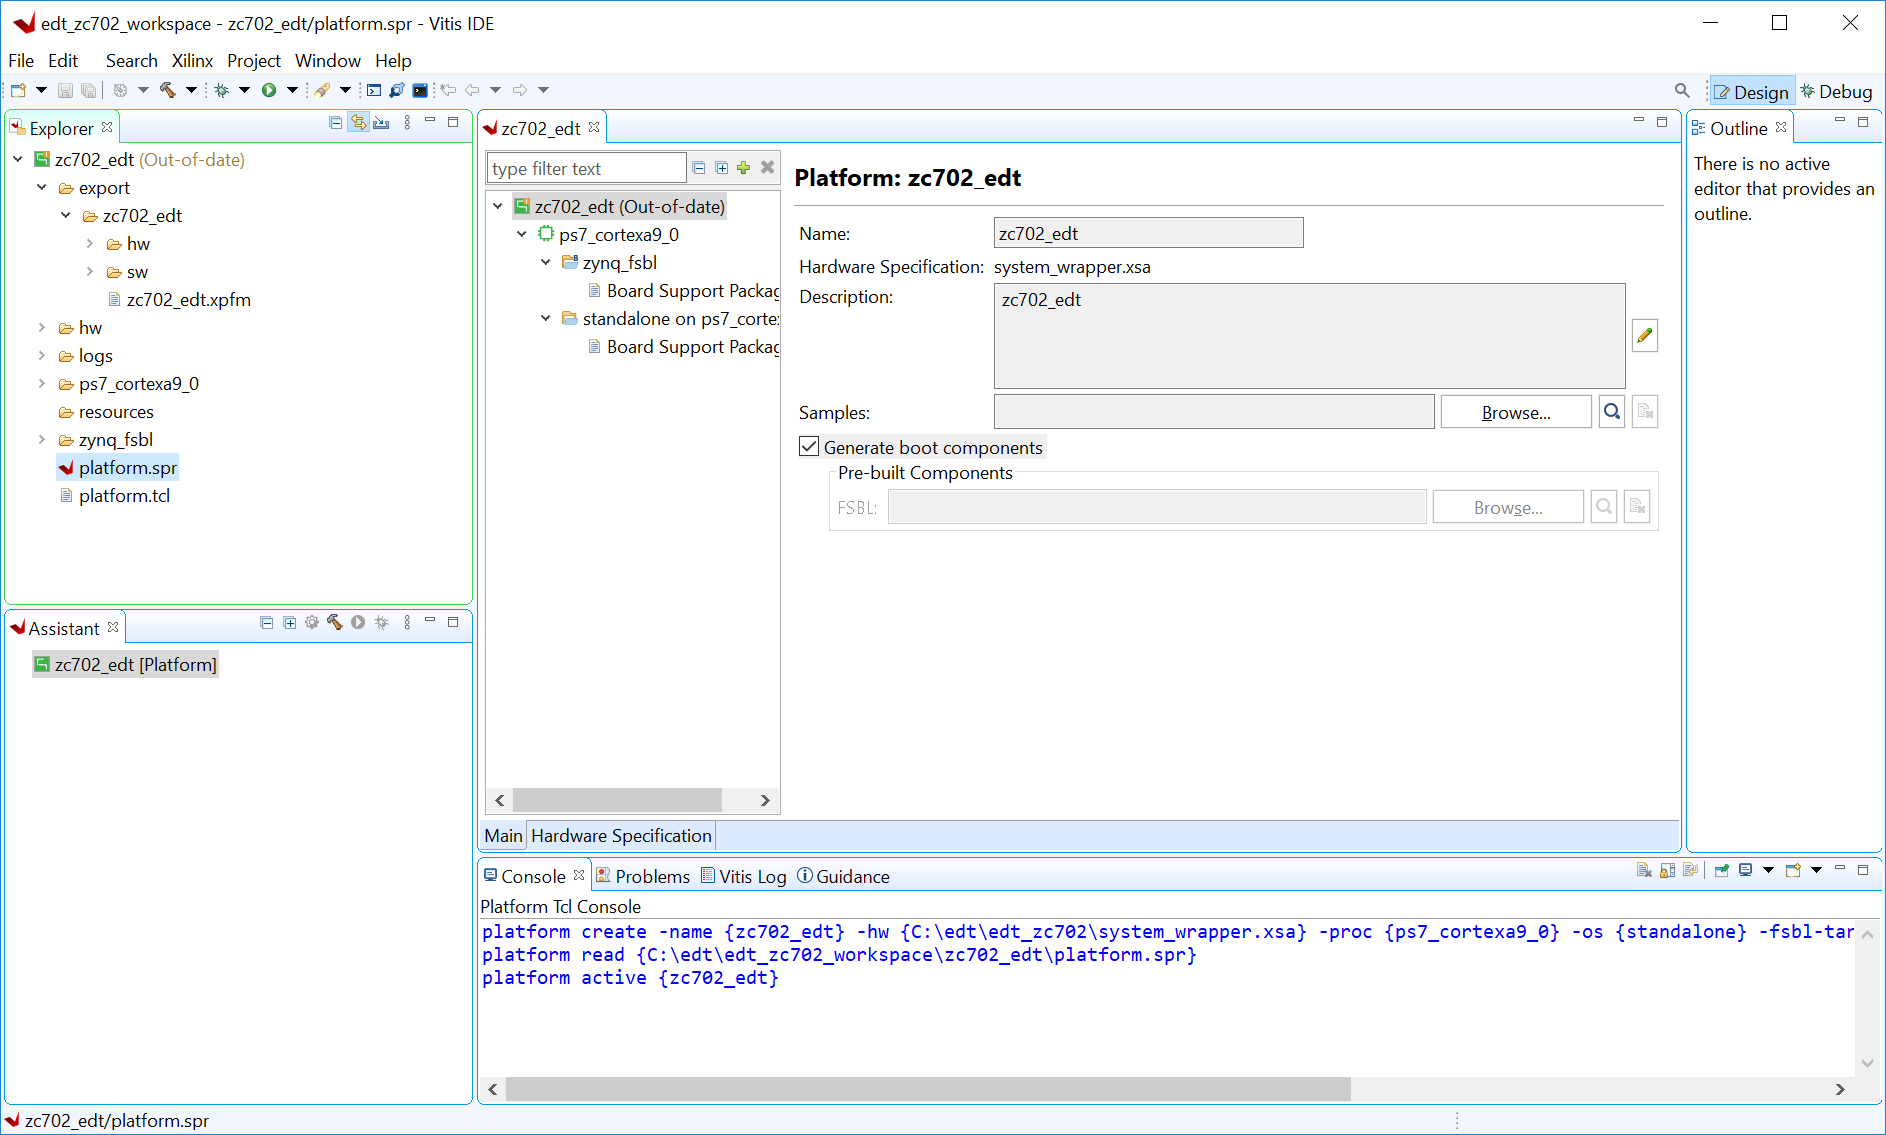 edt_zc702_workspace - zc702_edt/platform.spr - Vitis IDE
File Edit Search Xilinx Project Window Help
Design Debug
Explorer
zc702_edt (Out-of-date)
export
zc702_edt
hw
sw
zc702_edt.xpfm
hw
logs
ps7_cortexa9_0
resources
zynq_fsbl
platform.spr
platform.tcl
Assistant
zc702_edt [Platform]
zc702_edt
type filter text
zc702_edt (Out-of-date)
ps7_cortexa9_0
zynq_fsbl
Board Support Packag
standalone on ps7_corte
Board Support Packag
Platform: zc702_edt
Name: zc702_edt
Hardware Specification: system_wrapper.xsa
Description: zc702_edt
Samples: Browse...
Generate boot components
Pre-built Components
FSBL: Browse...
Main Hardware Specification
Outline
There is no active
editor that provides an
outline.
Console Problems Vitis Log Guidance
Platform Tcl Console
platform create -name {zc702_edt} -hw {C:\edt\edt_zc702\system_wrapper.xsa} -proc {ps7_cortexa9_0} -os {standalone} -fsbl-tar
platform read {C:\edt\edt_zc702_workspace\zc702_edt\platform.spr}
platform active {zc702_edt}
zc702_edt/platform.spr